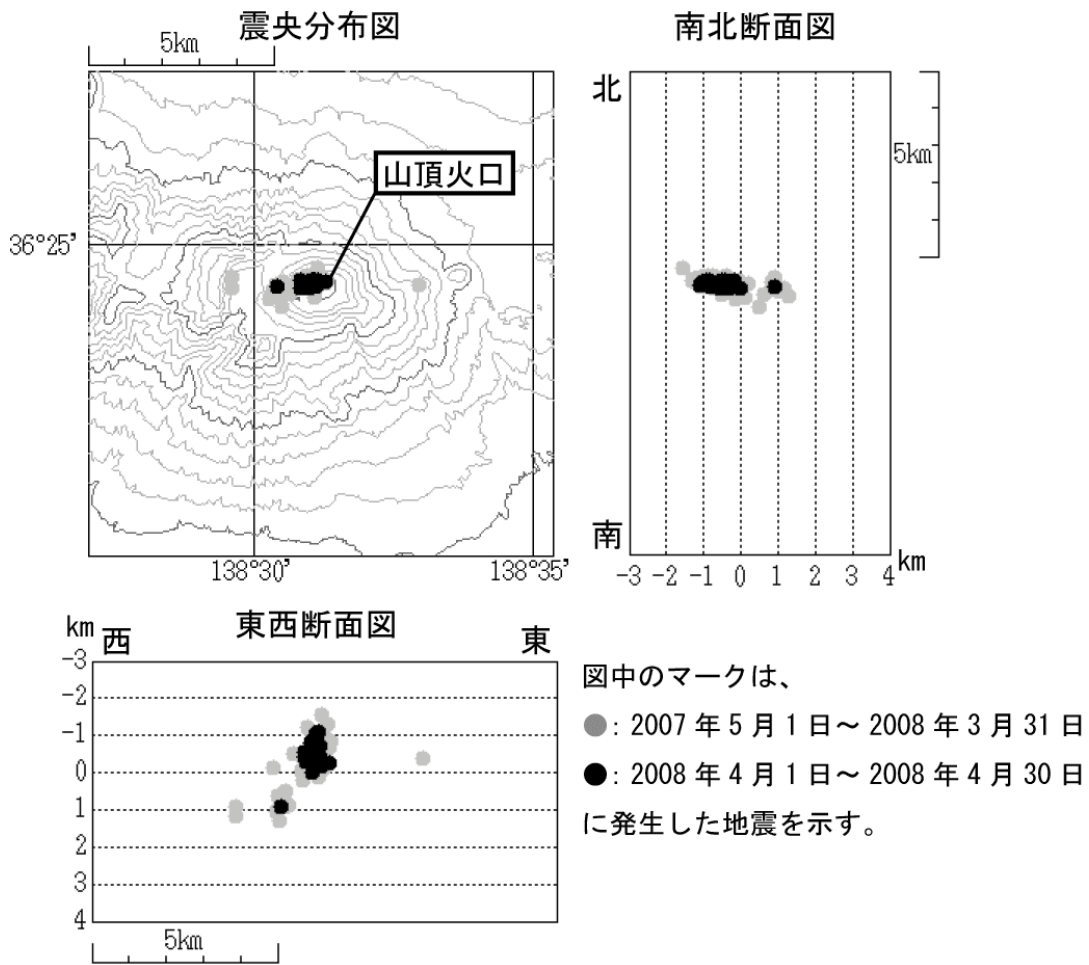 震央分布図
5km
山頂火口
36°25'
138°30'
138°35'
南北断面図
北
5km
南
-3 -2 -1 0 1 2 3 4 km
東西断面図
km 西 東
-3
-2
-1
0
1
2
3
4
5km
図中のマークは、
●: 2007 年 5 月 1 日～ 2008 年 3 月 31 日
●: 2008 年 4 月 1 日～ 2008 年 4 月 30 日
に発生した地震を示す。